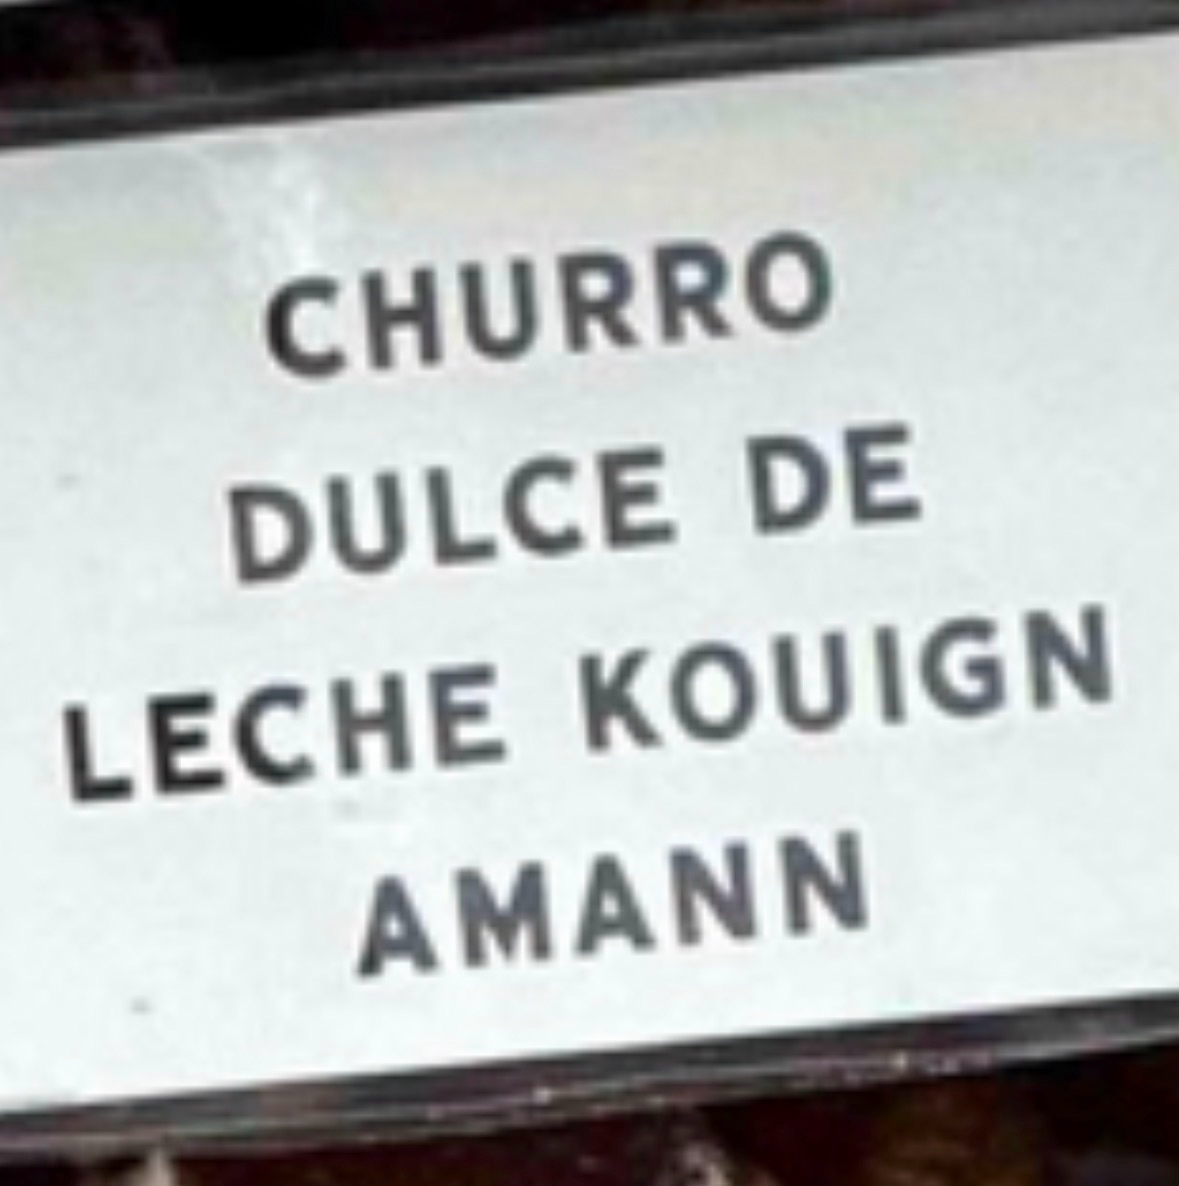 CHURRO
DULCE DE
LECHE KOUIGN
AMANN